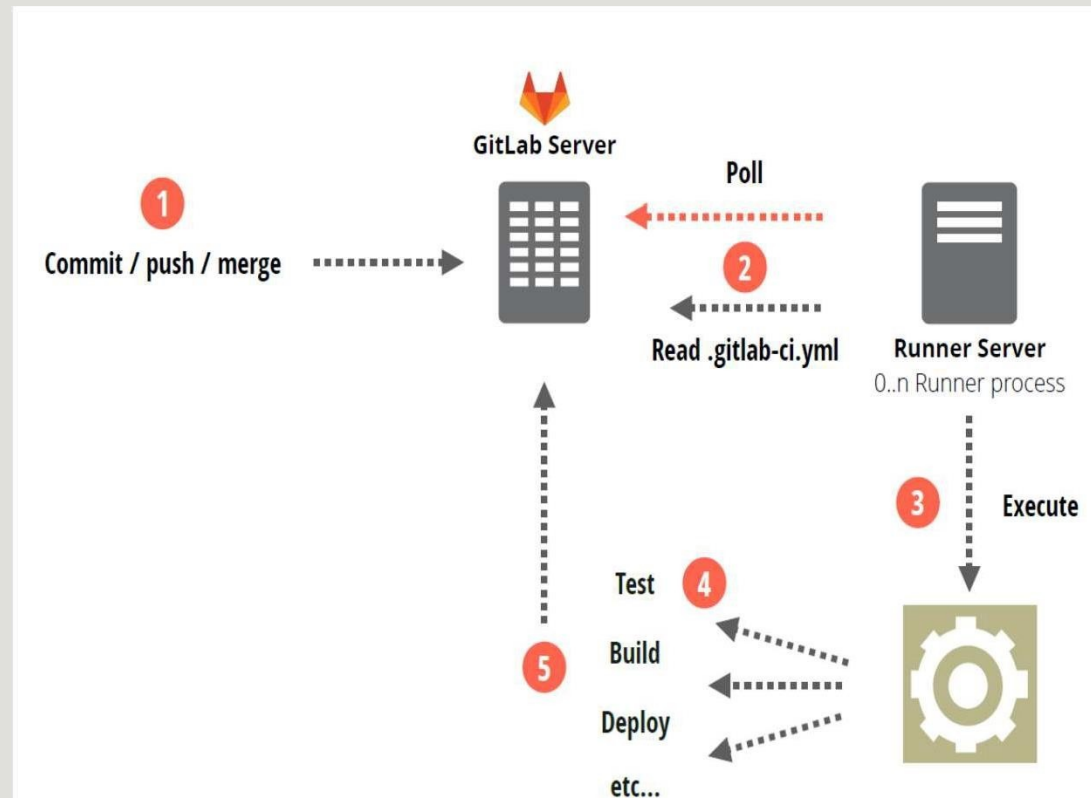 GitLab Server
1
Commit / push / merge
Poll
2
Read .gitlab-ci.yml
Runner Server
0..n Runner process
3
Execute
Test
4
Build
5
Deploy
etc...